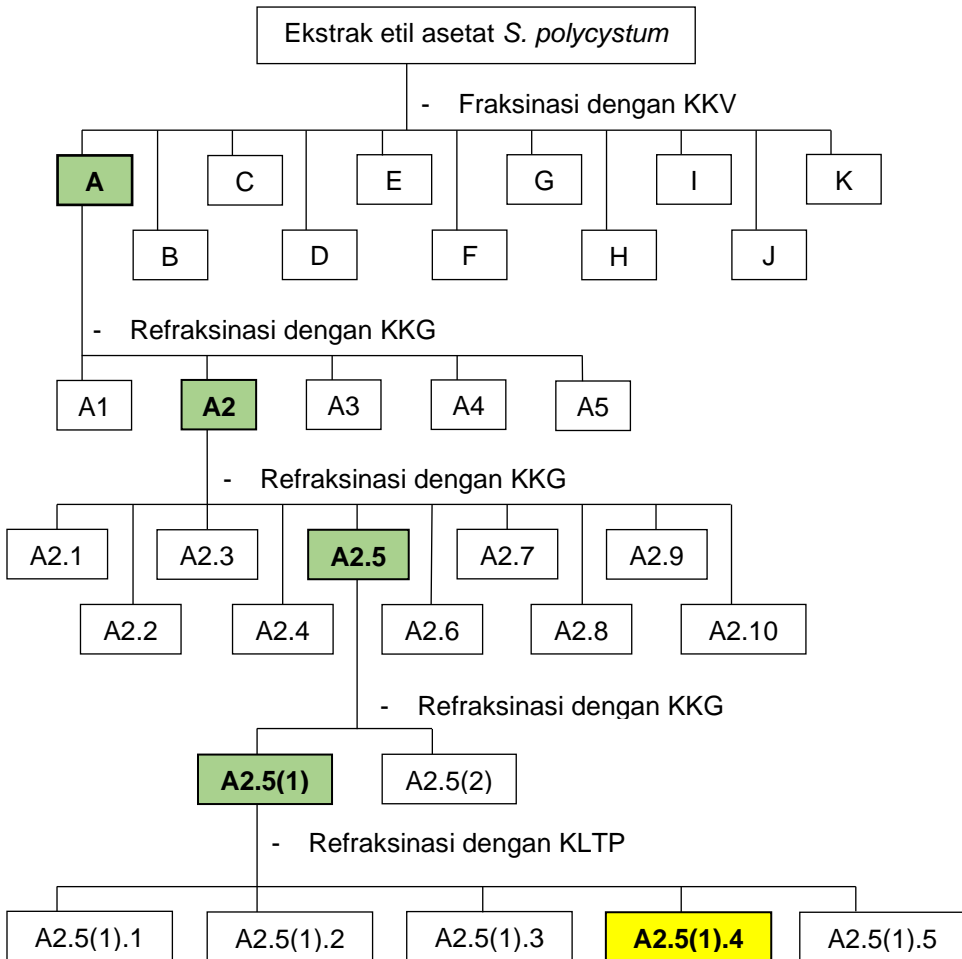 Ekstrak etil asetat S. polycystum
- Fraksinasi dengan KKV
A
C
E
G
I
K
B
D
F
H
J
- Refraksinasi dengan KKG
A1
A2
A3
A4
A5
- Refraksinasi dengan KKG
A2.1
A2.3
A2.5
A2.7
A2.9
A2.2
A2.4
A2.6
A2.8
A2.10
- Refraksinasi dengan KKG
A2.5(1)
A2.5(2)
- Refraksinasi dengan KLTP
A2.5(1).1
A2.5(1).2
A2.5(1).3
A2.5(1).4
A2.5(1).5